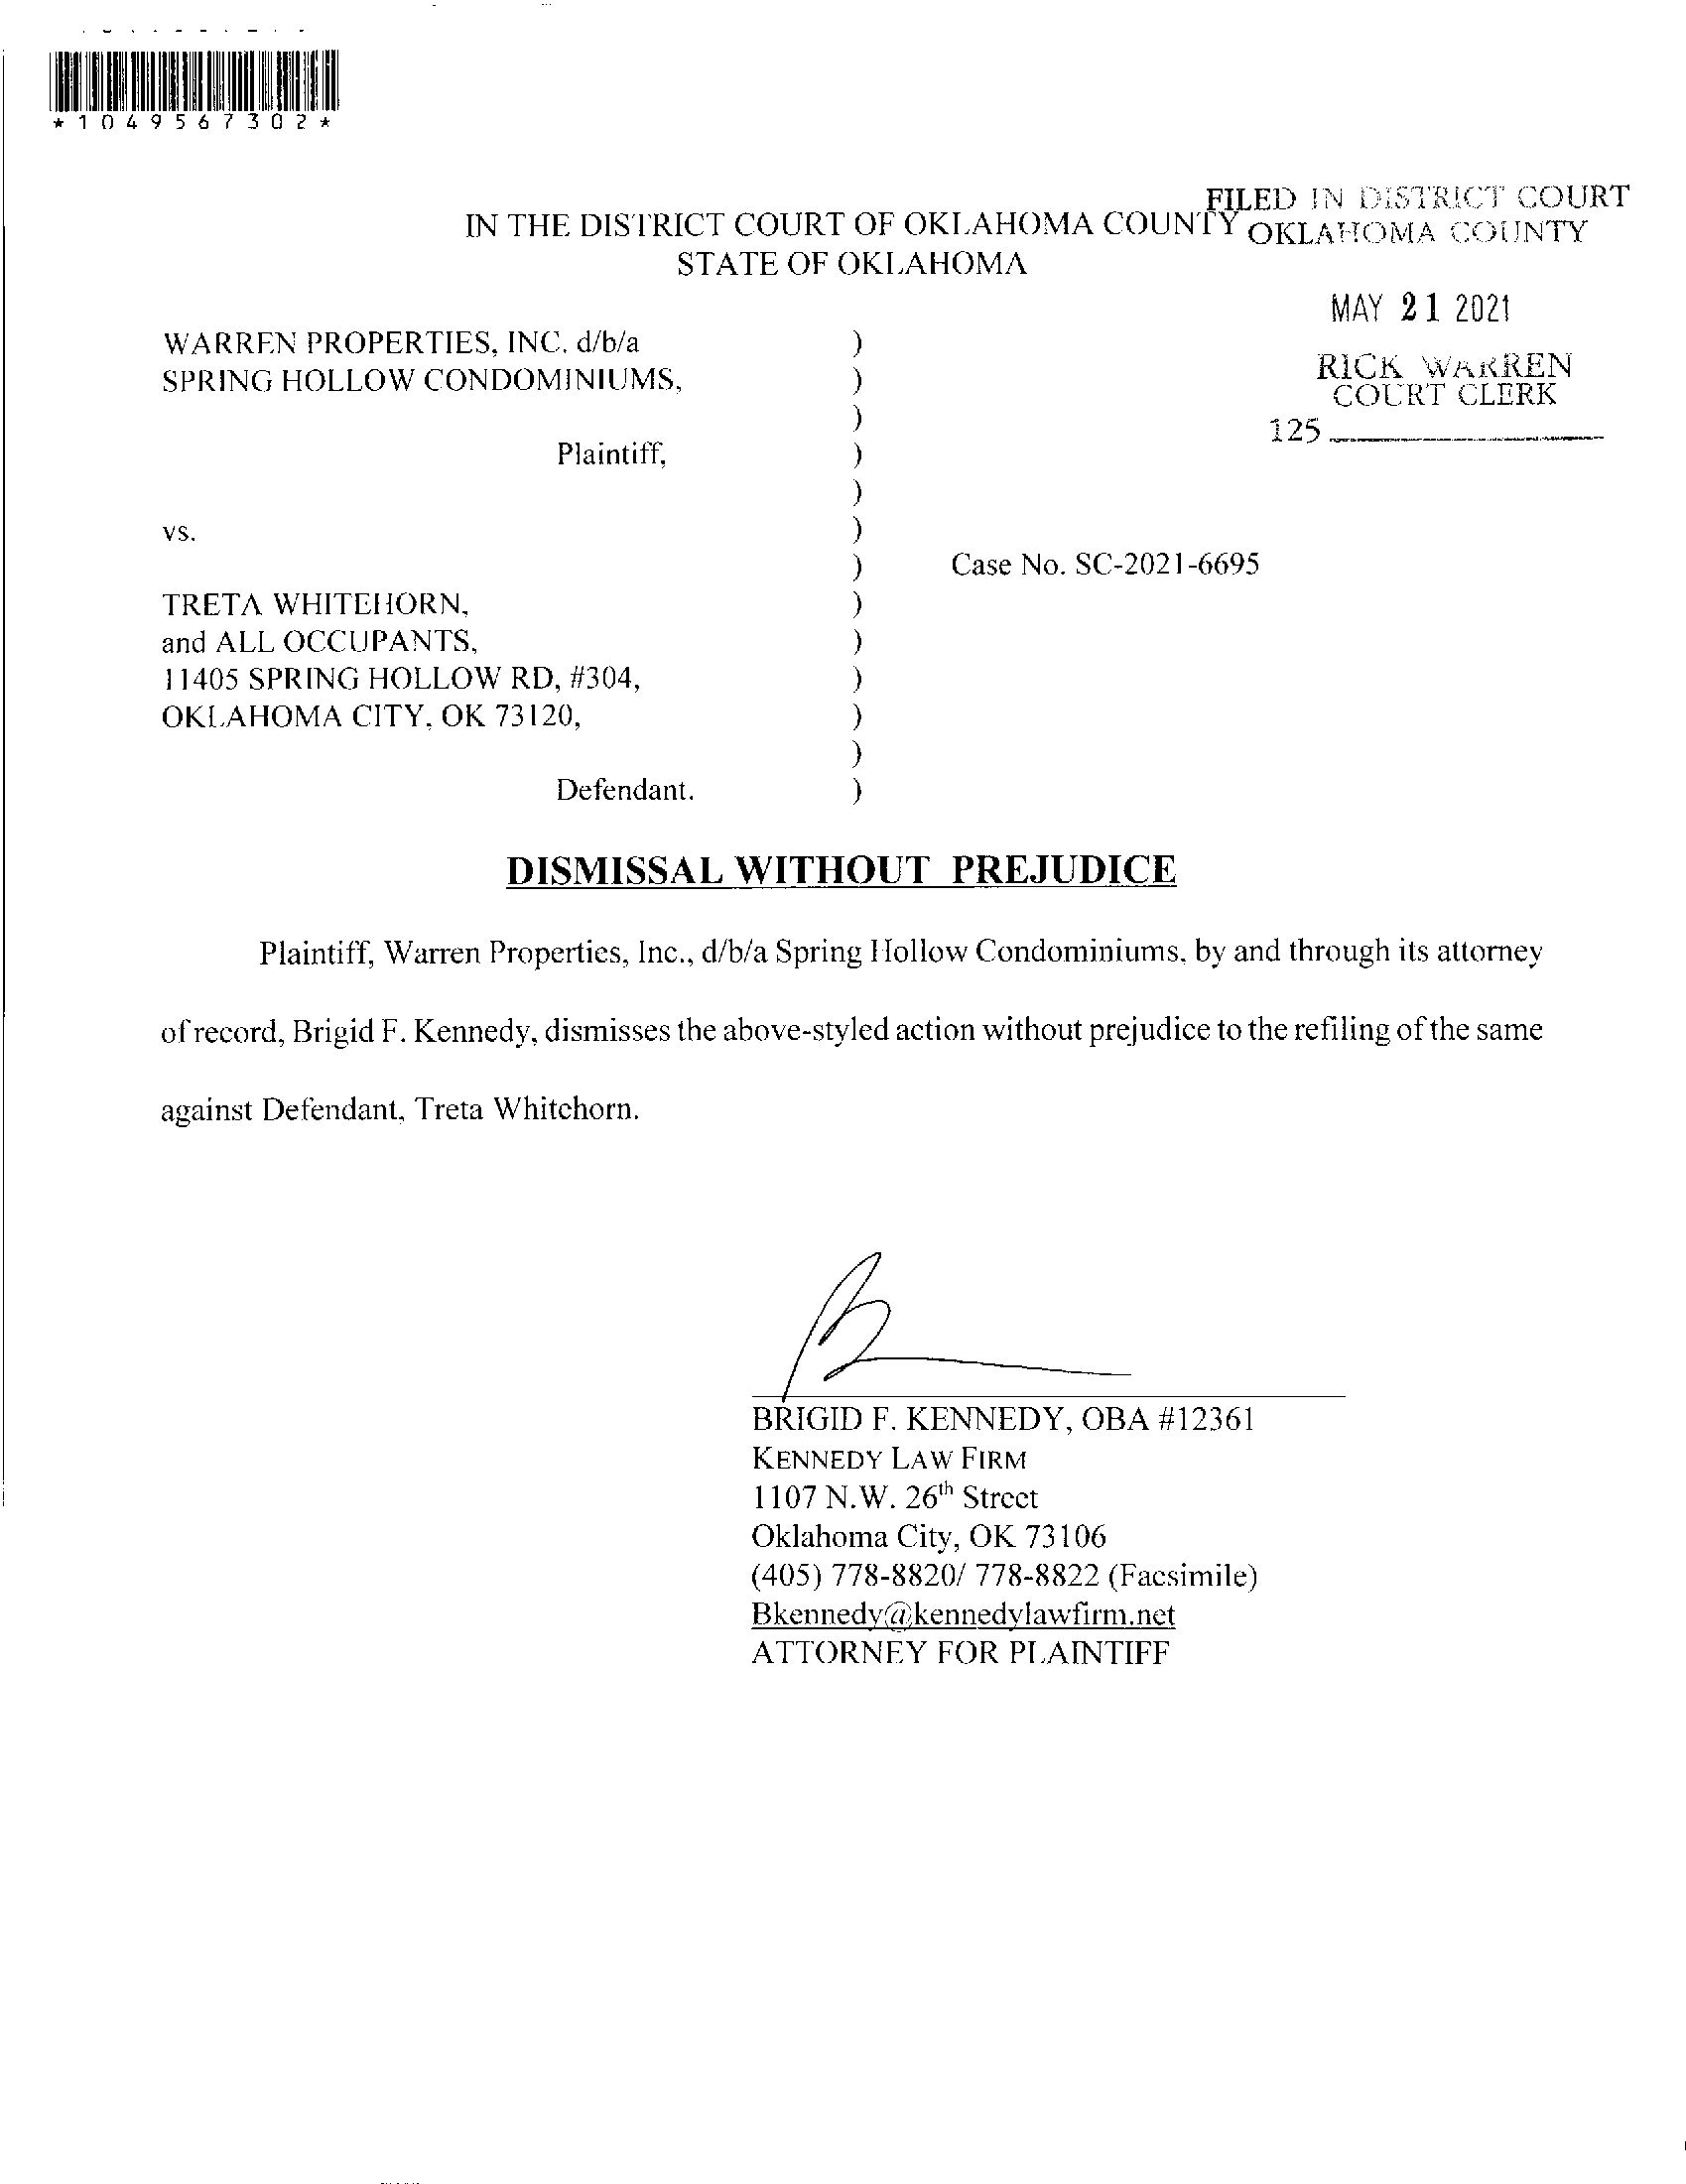 *1049567302*
FILED IN DISTRICT COURT
OKLAHOMA COUNTY
IN THE DISTRICT COURT OF OKLAHOMA COUNTY
STATE OF OKLAHOMA
MAY 21 2021
RICK WARREN
COURT CLERK
125
WARREN PROPERTIES, INC. d/b/a )
SPRING HOLLOW CONDOMINIUMS, )
)
Plaintiff, )
)
vs. )
) Case No. SC-2021-6695
TRETA WHITEHORN, )
and ALL OCCUPANTS, )
11405 SPRING HOLLOW RD, #304, )
OKLAHOMA CITY, OK 73120, )
)
Defendant. )
DISMISSAL WITHOUT PREJUDICE
Plaintiff, Warren Properties, Inc., d/b/a Spring Hollow Condominiums, by and through its attorney
of record, Brigid F. Kennedy, dismisses the above-styled action without prejudice to the refiling of the same
against Defendant, Treta Whitehorn.
BRIGID F. KENNEDY, OBA #12361
KENNEDY LAW FIRM
1107 N.W. 26th Street
Oklahoma City, OK 73106
(405) 778-8820/ 778-8822 (Facsimile)
Bkennedy@kennedylawfirm.net
ATTORNEY FOR PLAINTIFF